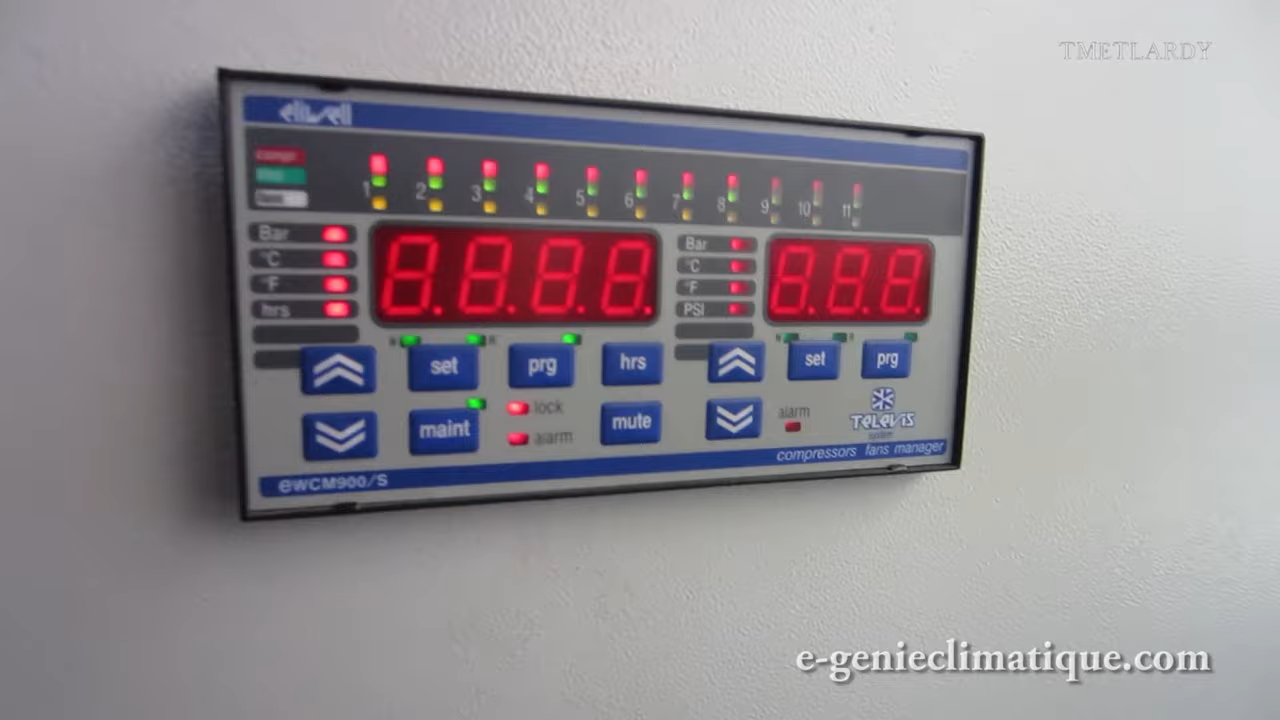 TMETLARDY
eliwell
compr.
1 2 3 4 5 6 7 8 9 10 11
Bar
°C
°F
hrs
8.8.8.8.
Bar
°C
°F
PSI
8.8.8.
set
prg
hrs
set
prg
maint
lock
alarm
mute
alarm
TELEVIS
system
compressors fans manager
EWCM900/S
e-genieclimatique.com